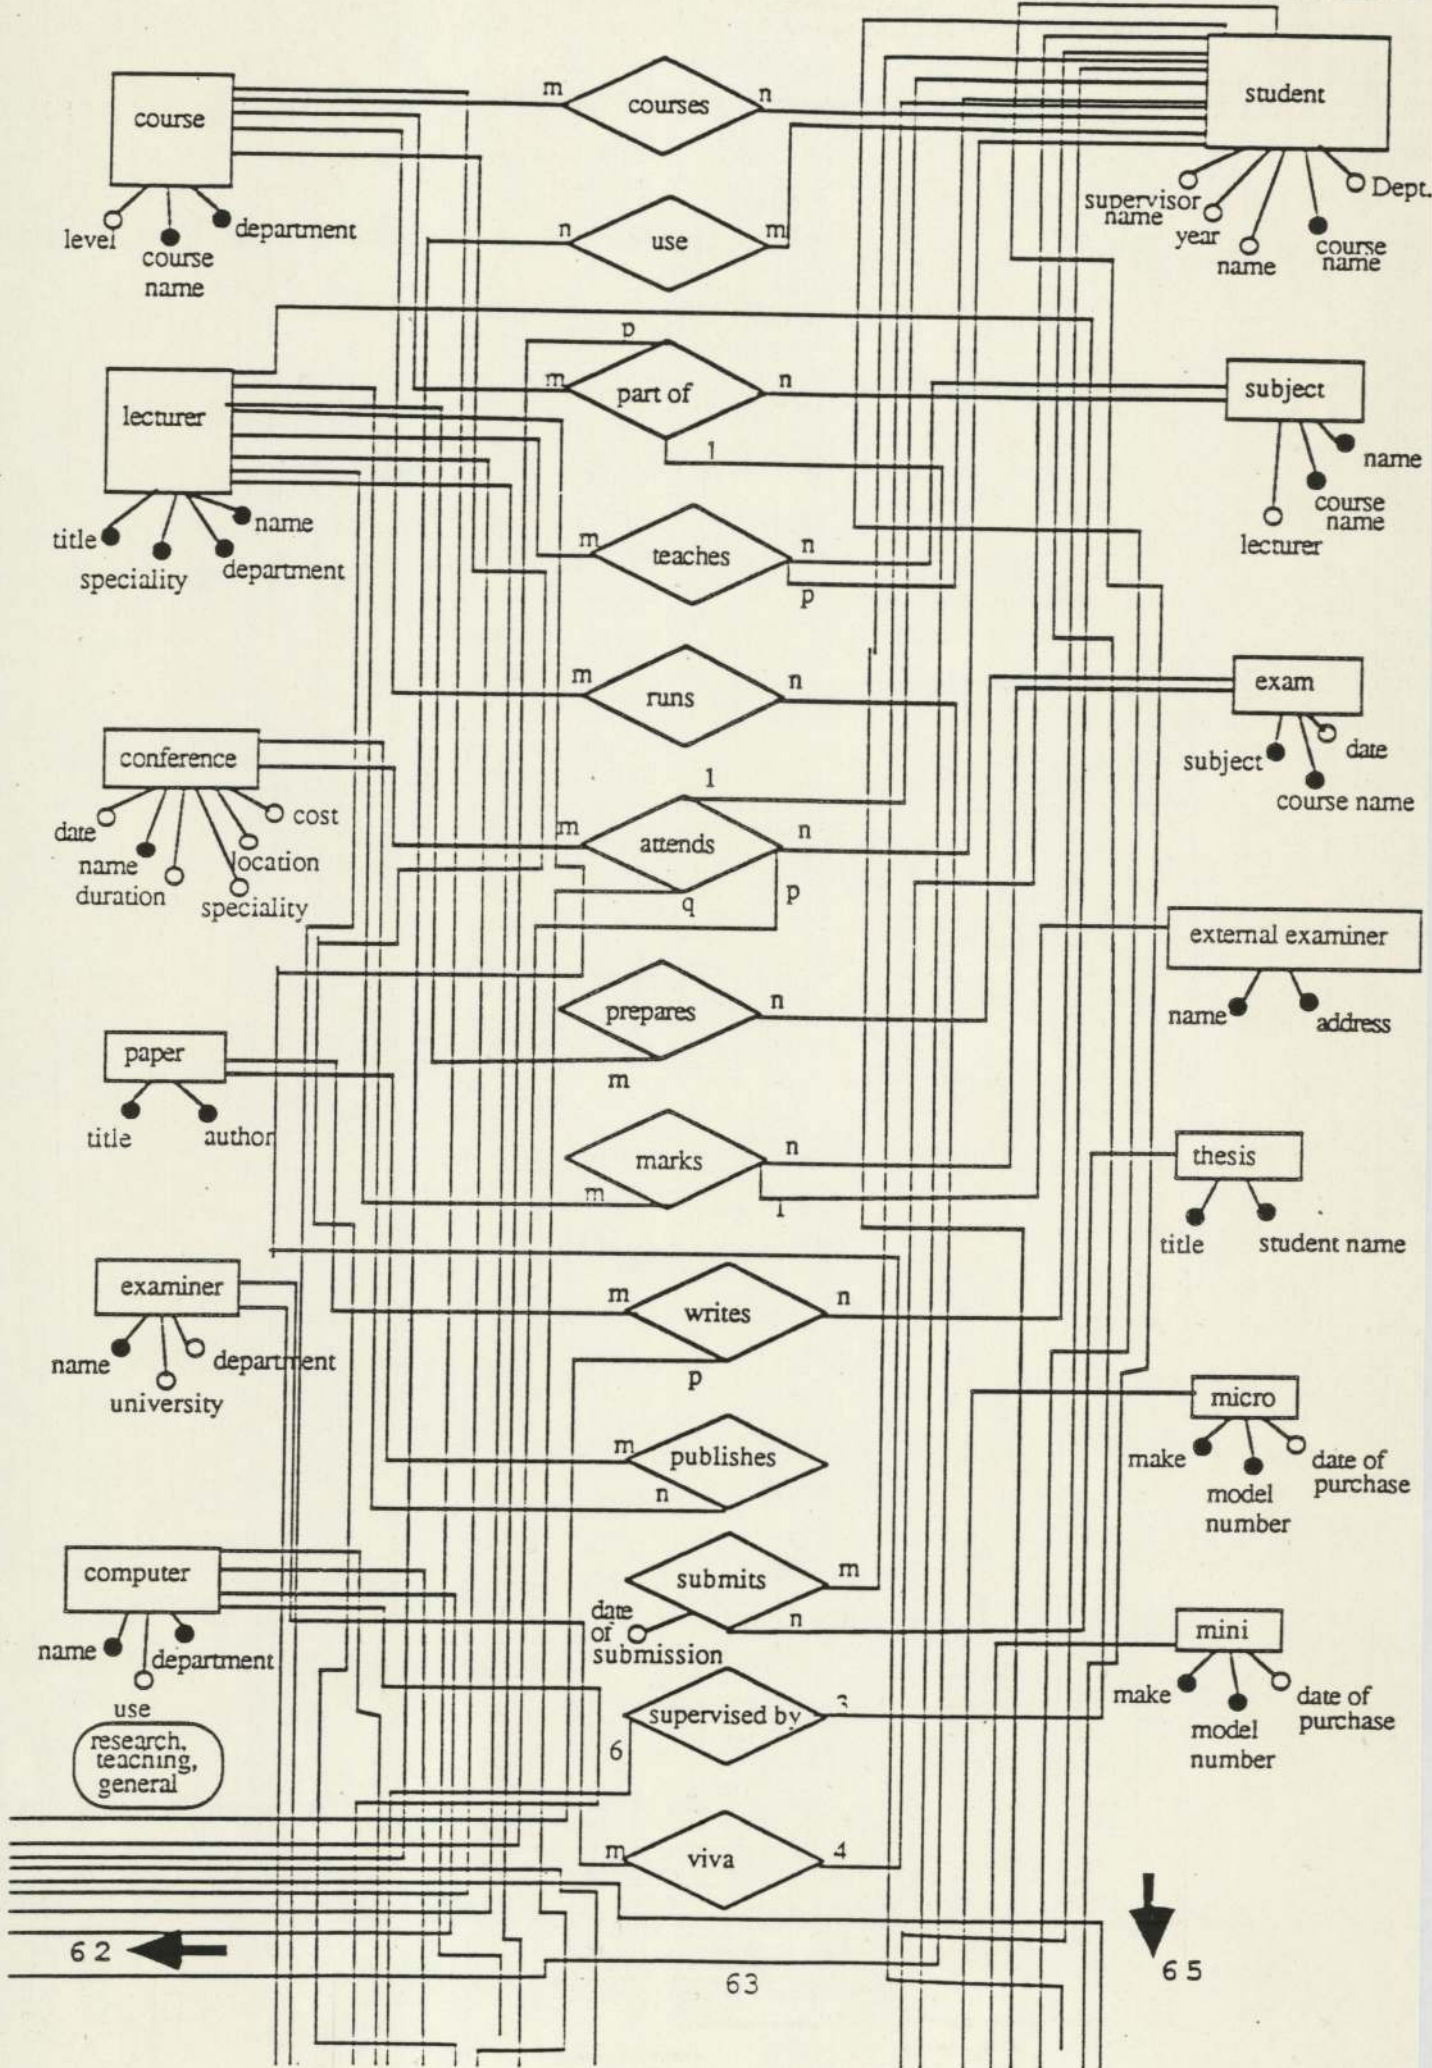 m
courses
n
course
student
level
course
name
department
n
use
m
supervisor
name
year
name
course
name
Dept.
p
m
part of
n
1
lecturer
subject
name
course
name
lecturer
title
speciality
department
name
m
teaches
n
p
m
runs
n
exam
subject
date
course name
conference
date
name
duration
speciality
location
cost
1
m
attends
n
q
p
external examiner
name
address
prepares
n
m
paper
title
author
marks
n
m
1
thesis
title
student name
examiner
name
university
department
m
writes
n
p
micro
make
model
number
date of
purchase
m
publishes
n
computer
name
department
use
research,
teaching,
general
submits
m
n
date
of
submission
mini
make
model
number
date of
purchase
supervised by
3
6
m
viva
4
62
63
65